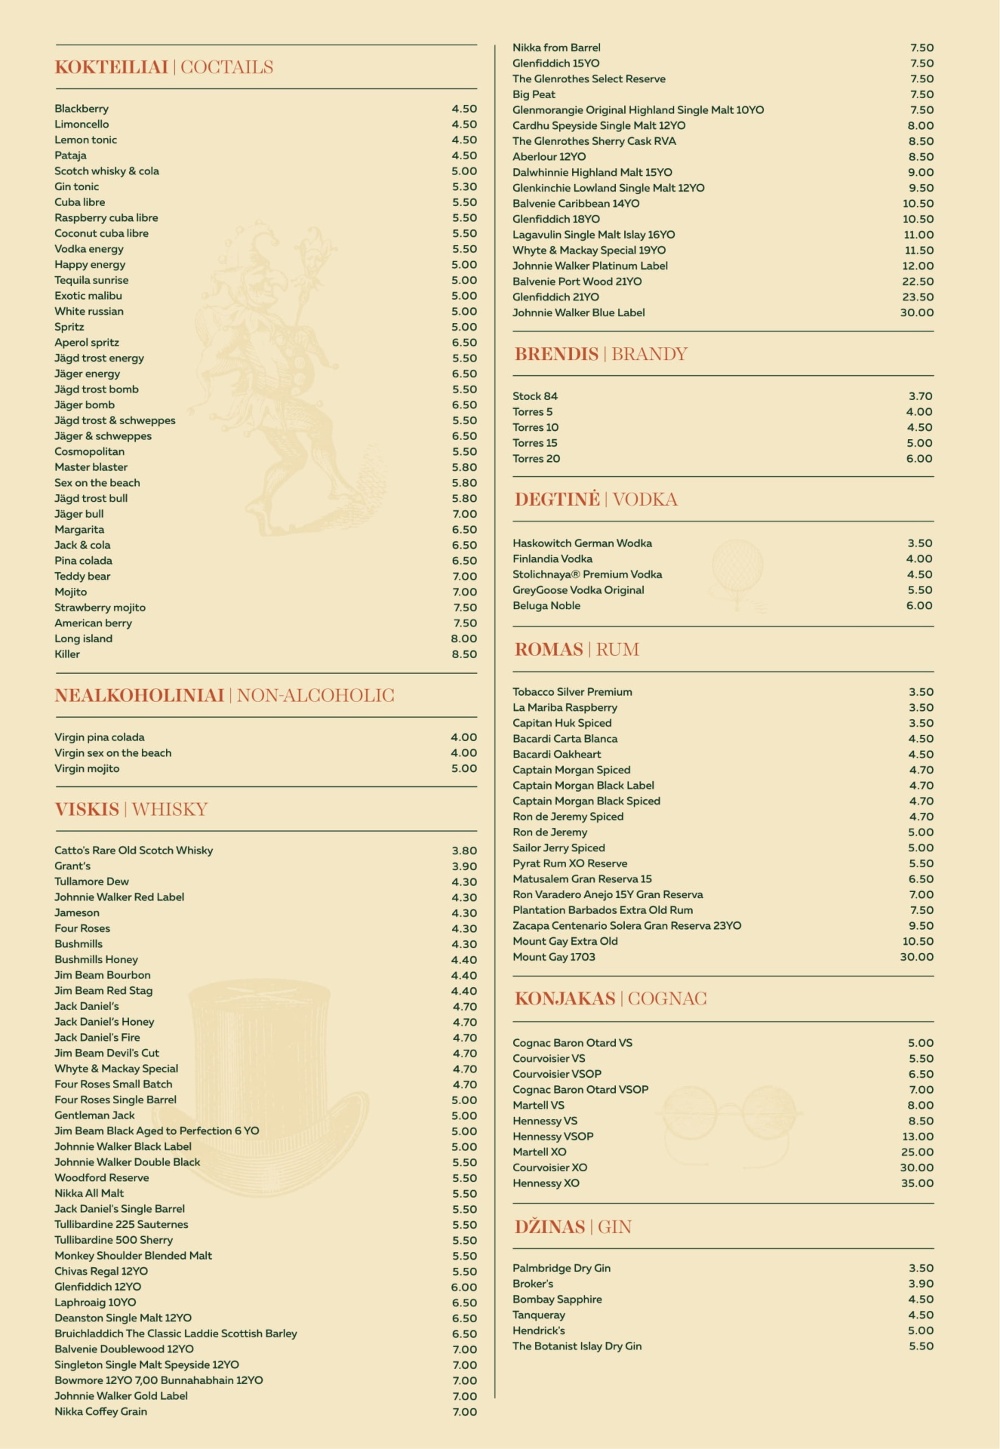 KOKTEILIAI | COCTAILS
Blackberry 4.50
Limoncello 4.50
Lemon tonic 4.50
Pataja 4.50
Scotch whisky & cola 5.00
Gin tonic 5.30
Cuba libre 5.50
Raspberry cuba libre 5.50
Coconut cuba libre 5.50
Vodka energy 5.50
Happy energy 5.00
Tequila sunrise 5.00
Exotic malibu 5.00
White russian 5.00
Spritz 5.00
Aperol spritz 6.50
Jägd trost energy 5.50
Jäger energy 6.50
Jägd trost bomb 5.50
Jäger bomb 6.50
Jägd trost & schweppes 5.50
Jäger & schweppes 6.50
Cosmopolitan 5.50
Master blaster 5.80
Sex on the beach 5.80
Jägd trost bull 5.80
Jäger bull 7.00
Margarita 6.50
Jack & cola 6.50
Pina colada 6.50
Teddy bear 7.00
Mojito 7.00
Strawberry mojito 7.50
American berry 7.50
Long island 8.00
Killer 8.50
NEALKOHOLINIAI | NON-ALCOHOLIC
Virgin pina colada 4.00
Virgin sex on the beach 4.00
Virgin mojito 5.00
VISKIS | WHISKY
Catto's Rare Old Scotch Whisky 3.80
Grant's 3.90
Tullamore Dew 4.30
Johnnie Walker Red Label 4.30
Jameson 4.30
Four Roses 4.30
Bushmills 4.30
Bushmills Honey 4.40
Jim Beam Bourbon 4.40
Jim Beam Red Stag 4.40
Jack Daniel's 4.70
Jack Daniel's Honey 4.70
Jack Daniel's Fire 4.70
Jim Beam Devil's Cut 4.70
Whyte & Mackay Special 4.70
Four Roses Small Batch 4.70
Four Roses Single Barrel 5.00
Gentleman Jack 5.00
Jim Beam Black Aged to Perfection 6 YO 5.00
Johnnie Walker Black Label 5.00
Johnnie Walker Double Black 5.50
Woodford Reserve 5.50
Nikka All Malt 5.50
Jack Daniel's Single Barrel 5.50
Tullibardine 225 Sauternes 5.50
Tullibardine 500 Sherry 5.50
Monkey Shoulder Blended Malt 5.50
Chivas Regal 12YO 5.50
Glenfiddich 12YO 6.00
Laphroaig 10YO 6.50
Deanston Single Malt 12YO 6.50
Bruichladdich The Classic Laddie Scottish Barley 6.50
Balvenie Doublewood 12YO 7.00
Singleton Single Malt Speyside 12YO 7.00
Bowmore 12YO 7,00 Bunnahabhain 12YO 7.00
Johnnie Walker Gold Label 7.00
Nikka Coffey Grain 7.00
Nikka from Barrel 7.50
Glenfiddich 15YO 7.50
The Glenrothes Select Reserve 7.50
Big Peat 7.50
Glenmorangie Original Highland Single Malt 10YO 7.50
Cardhu Speyside Single Malt 12YO 8.00
The Glenrothes Sherry Cask RVA 8.50
Aberlour 12YO 8.50
Dalwhinnie Highland Malt 15YO 9.00
Glenkinchie Lowland Single Malt 12YO 9.50
Balvenie Caribbean 14YO 10.50
Glenfiddich 18YO 10.50
Lagavulin Single Malt Islay 16YO 11.00
Whyte & Mackay Special 19YO 11.50
Johnnie Walker Platinum Label 12.00
Balvenie Port Wood 21YO 22.50
Glenfiddich 21YO 23.50
Johnnie Walker Blue Label 30.00
BRENDIS | BRANDY
Stock 84 3.70
Torres 5 4.00
Torres 10 4.50
Torres 15 5.00
Torres 20 6.00
DEGTINĖ | VODKA
Haskowitch German Wodka 3.50
Finlandia Vodka 4.00
Stolichnaya® Premium Vodka 4.50
GreyGoose Vodka Original 5.50
Beluga Noble 6.00
ROMAS | RUM
Tobacco Silver Premium 3.50
La Mariba Raspberry 3.50
Capitan Huk Spiced 3.50
Bacardi Carta Blanca 4.50
Bacardi Oakheart 4.50
Captain Morgan Spiced 4.70
Captain Morgan Black Label 4.70
Captain Morgan Black Spiced 4.70
Ron de Jeremy Spiced 4.70
Ron de Jeremy 5.00
Sailor Jerry Spiced 5.00
Pyrat Rum XO Reserve 5.50
Matusalem Gran Reserva 15 6.50
Ron Varadero Anejo 15Y Gran Reserva 7.00
Plantation Barbados Extra Old Rum 7.50
Zacapa Centenario Solera Gran Reserva 23YO 9.50
Mount Gay Extra Old 10.50
Mount Gay 1703 30.00
KONJAKAS | COGNAC
Cognac Baron Otard VS 5.00
Courvoisier VS 5.50
Courvoisier VSOP 6.50
Cognac Baron Otard VSOP 7.00
Martell VS 8.00
Hennessy VS 8.50
Hennessy VSOP 13.00
Martell XO 25.00
Courvoisier XO 30.00
Hennessy XO 35.00
DŽINAS | GIN
Palmbridge Dry Gin 3.50
Broker's 3.90
Bombay Sapphire 4.50
Tanqueray 4.50
Hendrick's 5.00
The Botanist Islay Dry Gin 5.50